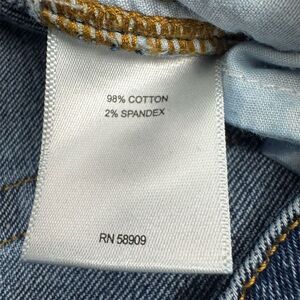 98% COTTON
2% SPANDEX
RN 58909